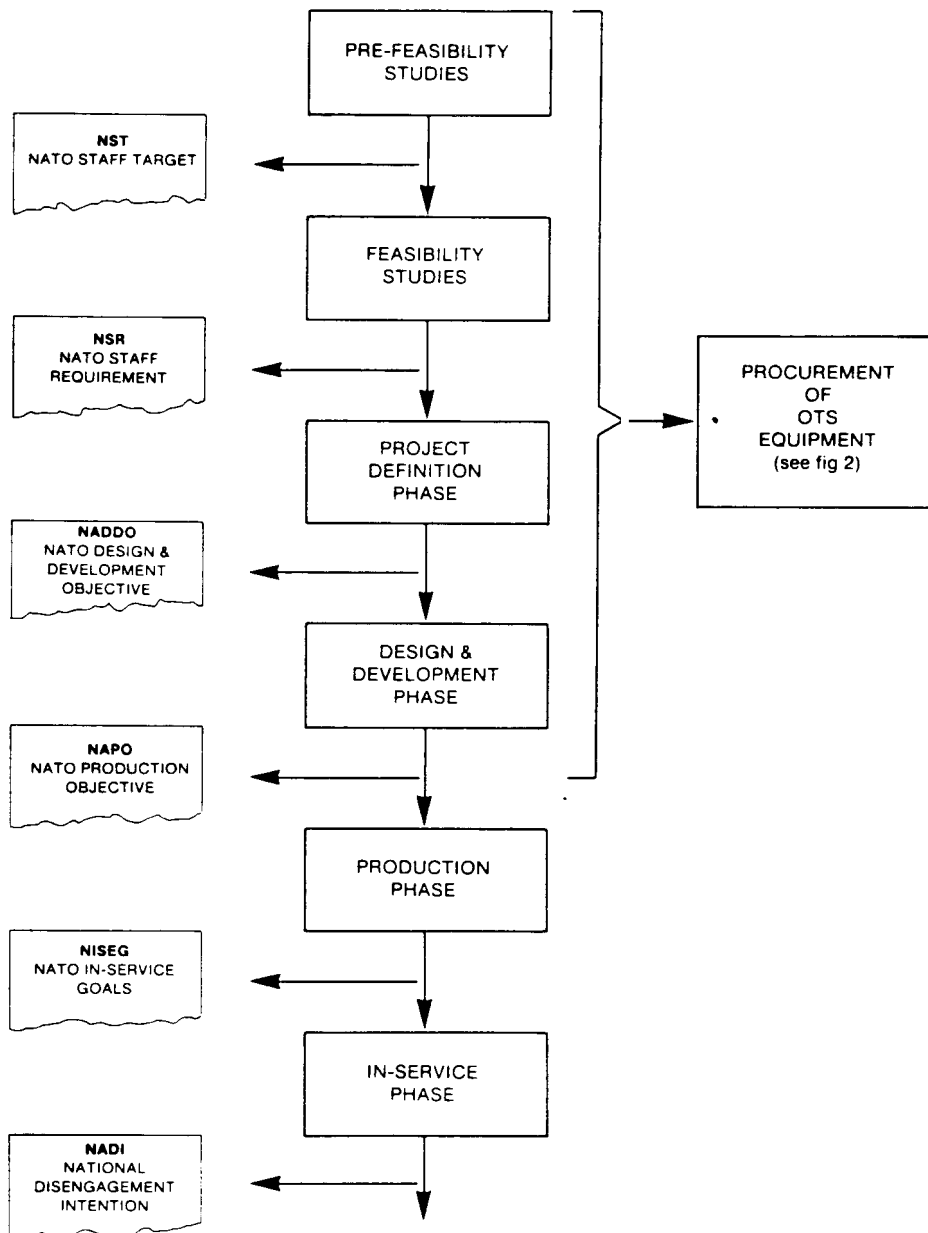 PRE-FEASIBILITY
STUDIES
NST
NATO STAFF TARGET
FEASIBILITY
STUDIES
NSR
NATO STAFF
REQUIREMENT
PROCUREMENT
OF
OTS
EQUIPMENT
(see fig 2)
PROJECT
DEFINITION
PHASE
NADDO
NATO DESIGN &
DEVELOPMENT
OBJECTIVE
DESIGN &
DEVELOPMENT
PHASE
NAPO
NATO PRODUCTION
OBJECTIVE
PRODUCTION
PHASE
NISEG
NATO IN-SERVICE
GOALS
IN-SERVICE
PHASE
NADI
NATIONAL
DISENGAGEMENT
INTENTION